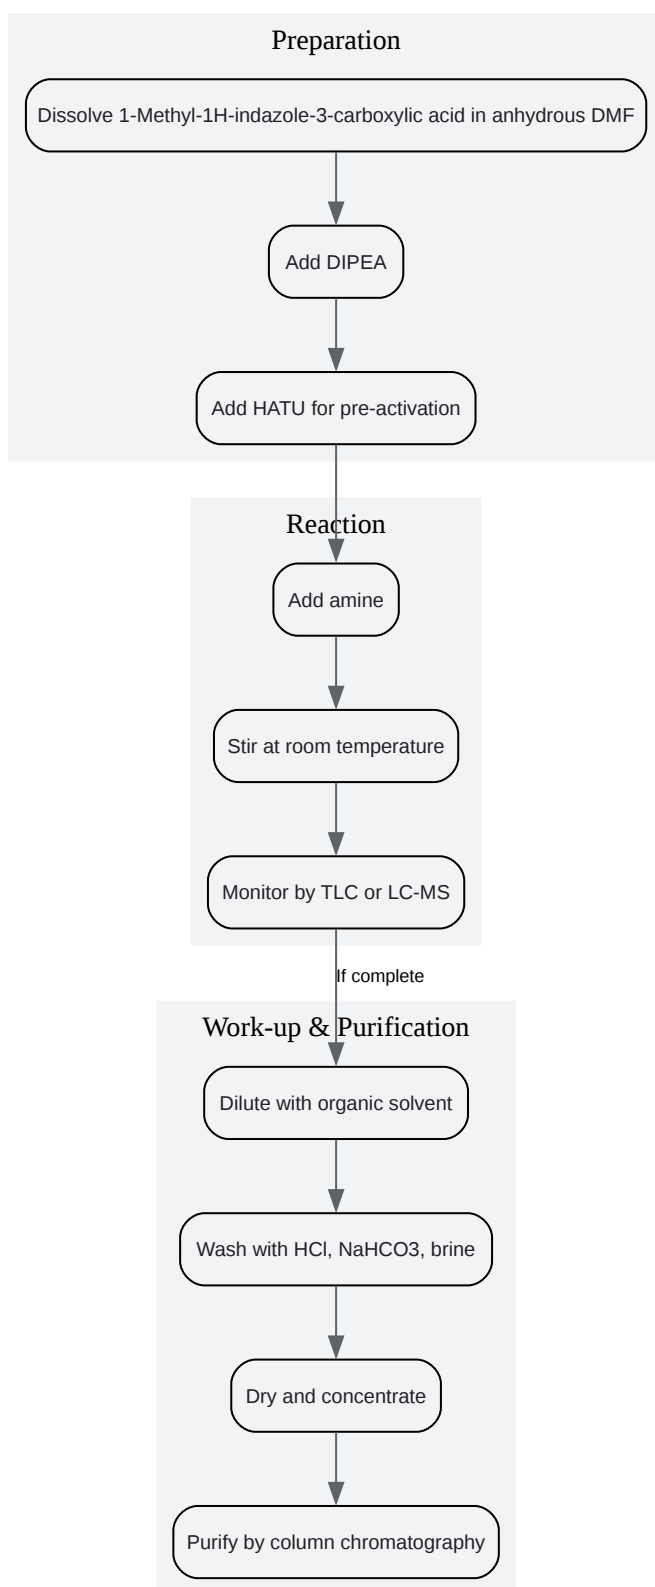 Preparation
Dissolve 1-Methyl-1H-indazole-3-carboxylic acid in anhydrous DMF
Add DIPEA
Add HATU for pre-activation
Reaction
Add amine
Stir at room temperature
Monitor by TLC or LC-MS
If complete
Work-up & Purification
Dilute with organic solvent
Wash with HCl, NaHCO3, brine
Dry and concentrate
Purify by column chromatography